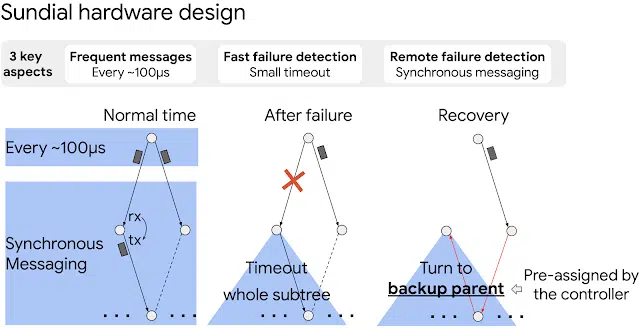 Sundial hardware design
3 key
aspects
Frequent messages
Every ~100µs
Fast failure detection
Small timeout
Remote failure detection
Synchronous messaging
Normal time
After failure
Recovery
Every ~100µs
rx
tx
Synchronous
Messaging
Timeout
whole subtree
Turn to
backup parent
Pre-assigned by
the controller